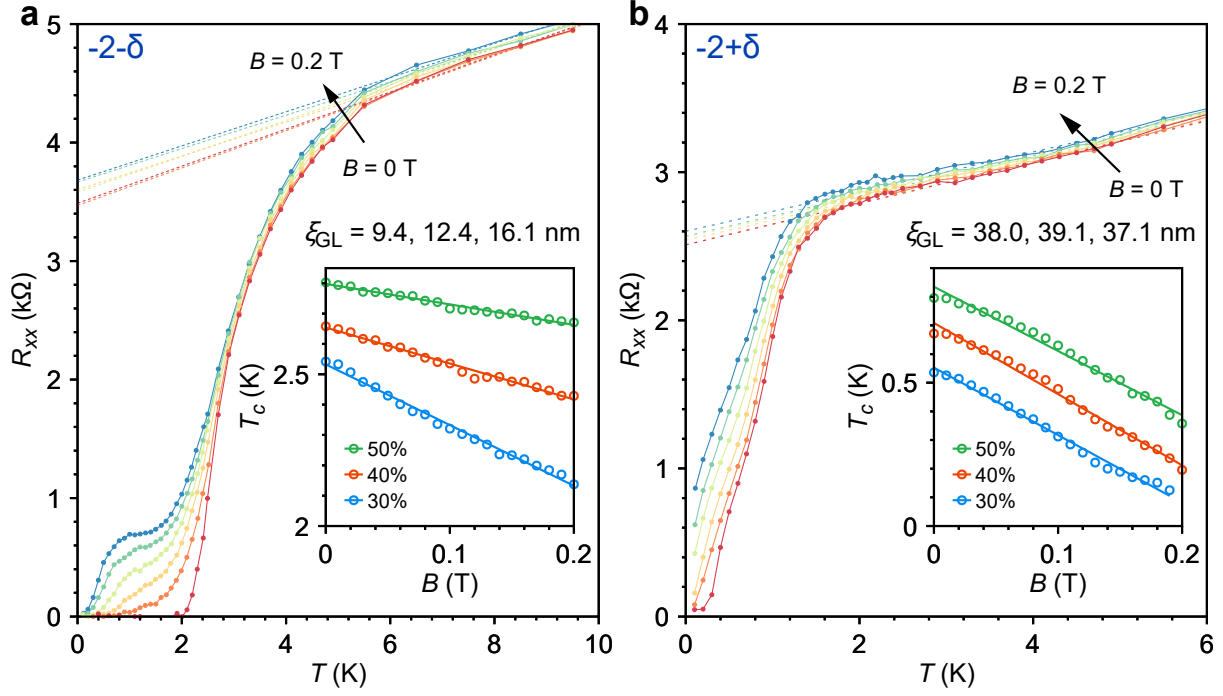 a
-2-δ
B = 0.2 T
B = 0 T
ξGL = 9.4, 12.4, 16.1 nm
Rxx (kΩ)
5
4
3
2
1
0
0 2 4 6 8 10
T (K)
Tc (K)
2.5
2
50%
40%
30%
0 0.1 0.2
B (T)
b
-2+δ
B = 0.2 T
B = 0 T
ξGL = 38.0, 39.1, 37.1 nm
Rxx (kΩ)
4
3
2
1
0
0 2 4 6
T (K)
Tc (K)
0.5
0
50%
40%
30%
0 0.1 0.2
B (T)